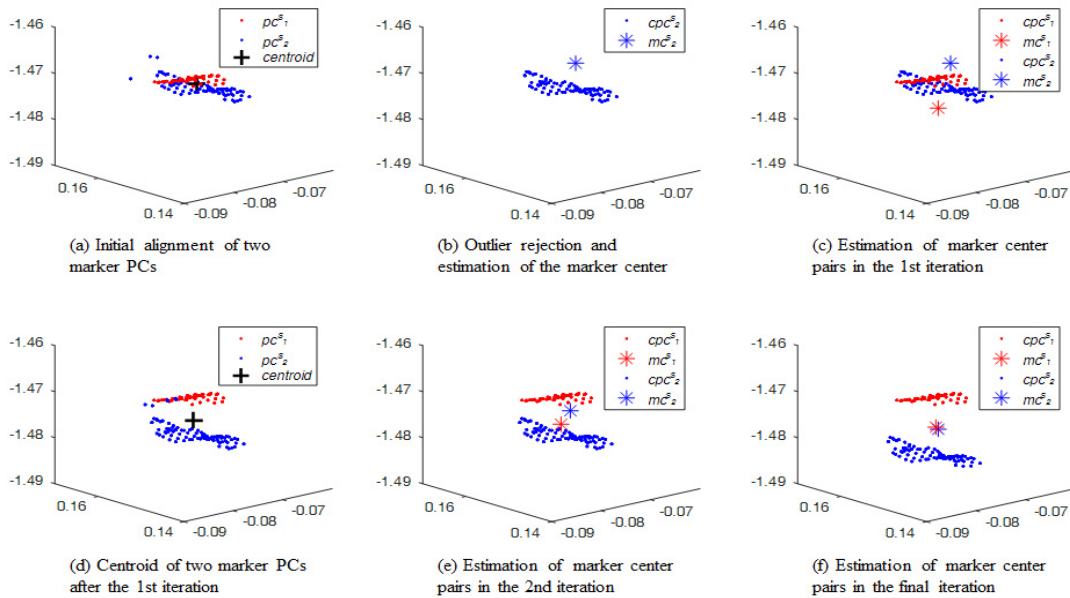 -1.46
-1.47
-1.48
-1.49
0.16
0.14
-0.09
-0.08
-0.07
pcˢ₁
pcˢ₂
centroid
(a) Initial alignment of two
marker PCs
-1.46
-1.47
-1.48
-1.49
0.16
0.14
-0.09
-0.08
-0.07
cpcˢ₂
mcˢ₂
(b) Outlier rejection and
estimation of the marker center
-1.46
-1.47
-1.48
-1.49
0.16
0.14
-0.09
-0.08
-0.07
cpcˢ₁
mcˢ₁
cpcˢ₂
mcˢ₂
(c) Estimation of marker center
pairs in the 1st iteration
-1.46
-1.47
-1.48
-1.49
0.16
0.14
-0.09
-0.08
-0.07
pcˢ₁
pcˢ₂
centroid
(d) Centroid of two marker PCs
after the 1st iteration
-1.46
-1.47
-1.48
-1.49
0.16
0.14
-0.09
-0.08
-0.07
cpcˢ₁
mcˢ₁
cpcˢ₂
mcˢ₂
(e) Estimation of marker center
pairs in the 2nd iteration
-1.46
-1.47
-1.48
-1.49
0.16
0.14
-0.09
-0.08
-0.07
cpcˢ₁
mcˢ₁
cpcˢ₂
mcˢ₂
(f) Estimation of marker center
pairs in the final iteration